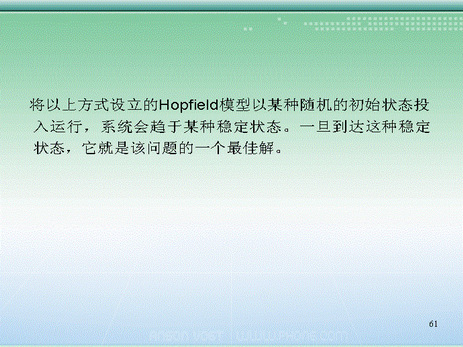 将以上方式设立的Hopfield模型以某种随机的初始状态投
入运行，系统会趋于某种稳定状态。一旦到达这种稳定
状态，它就是该问题的一个最佳解。
61